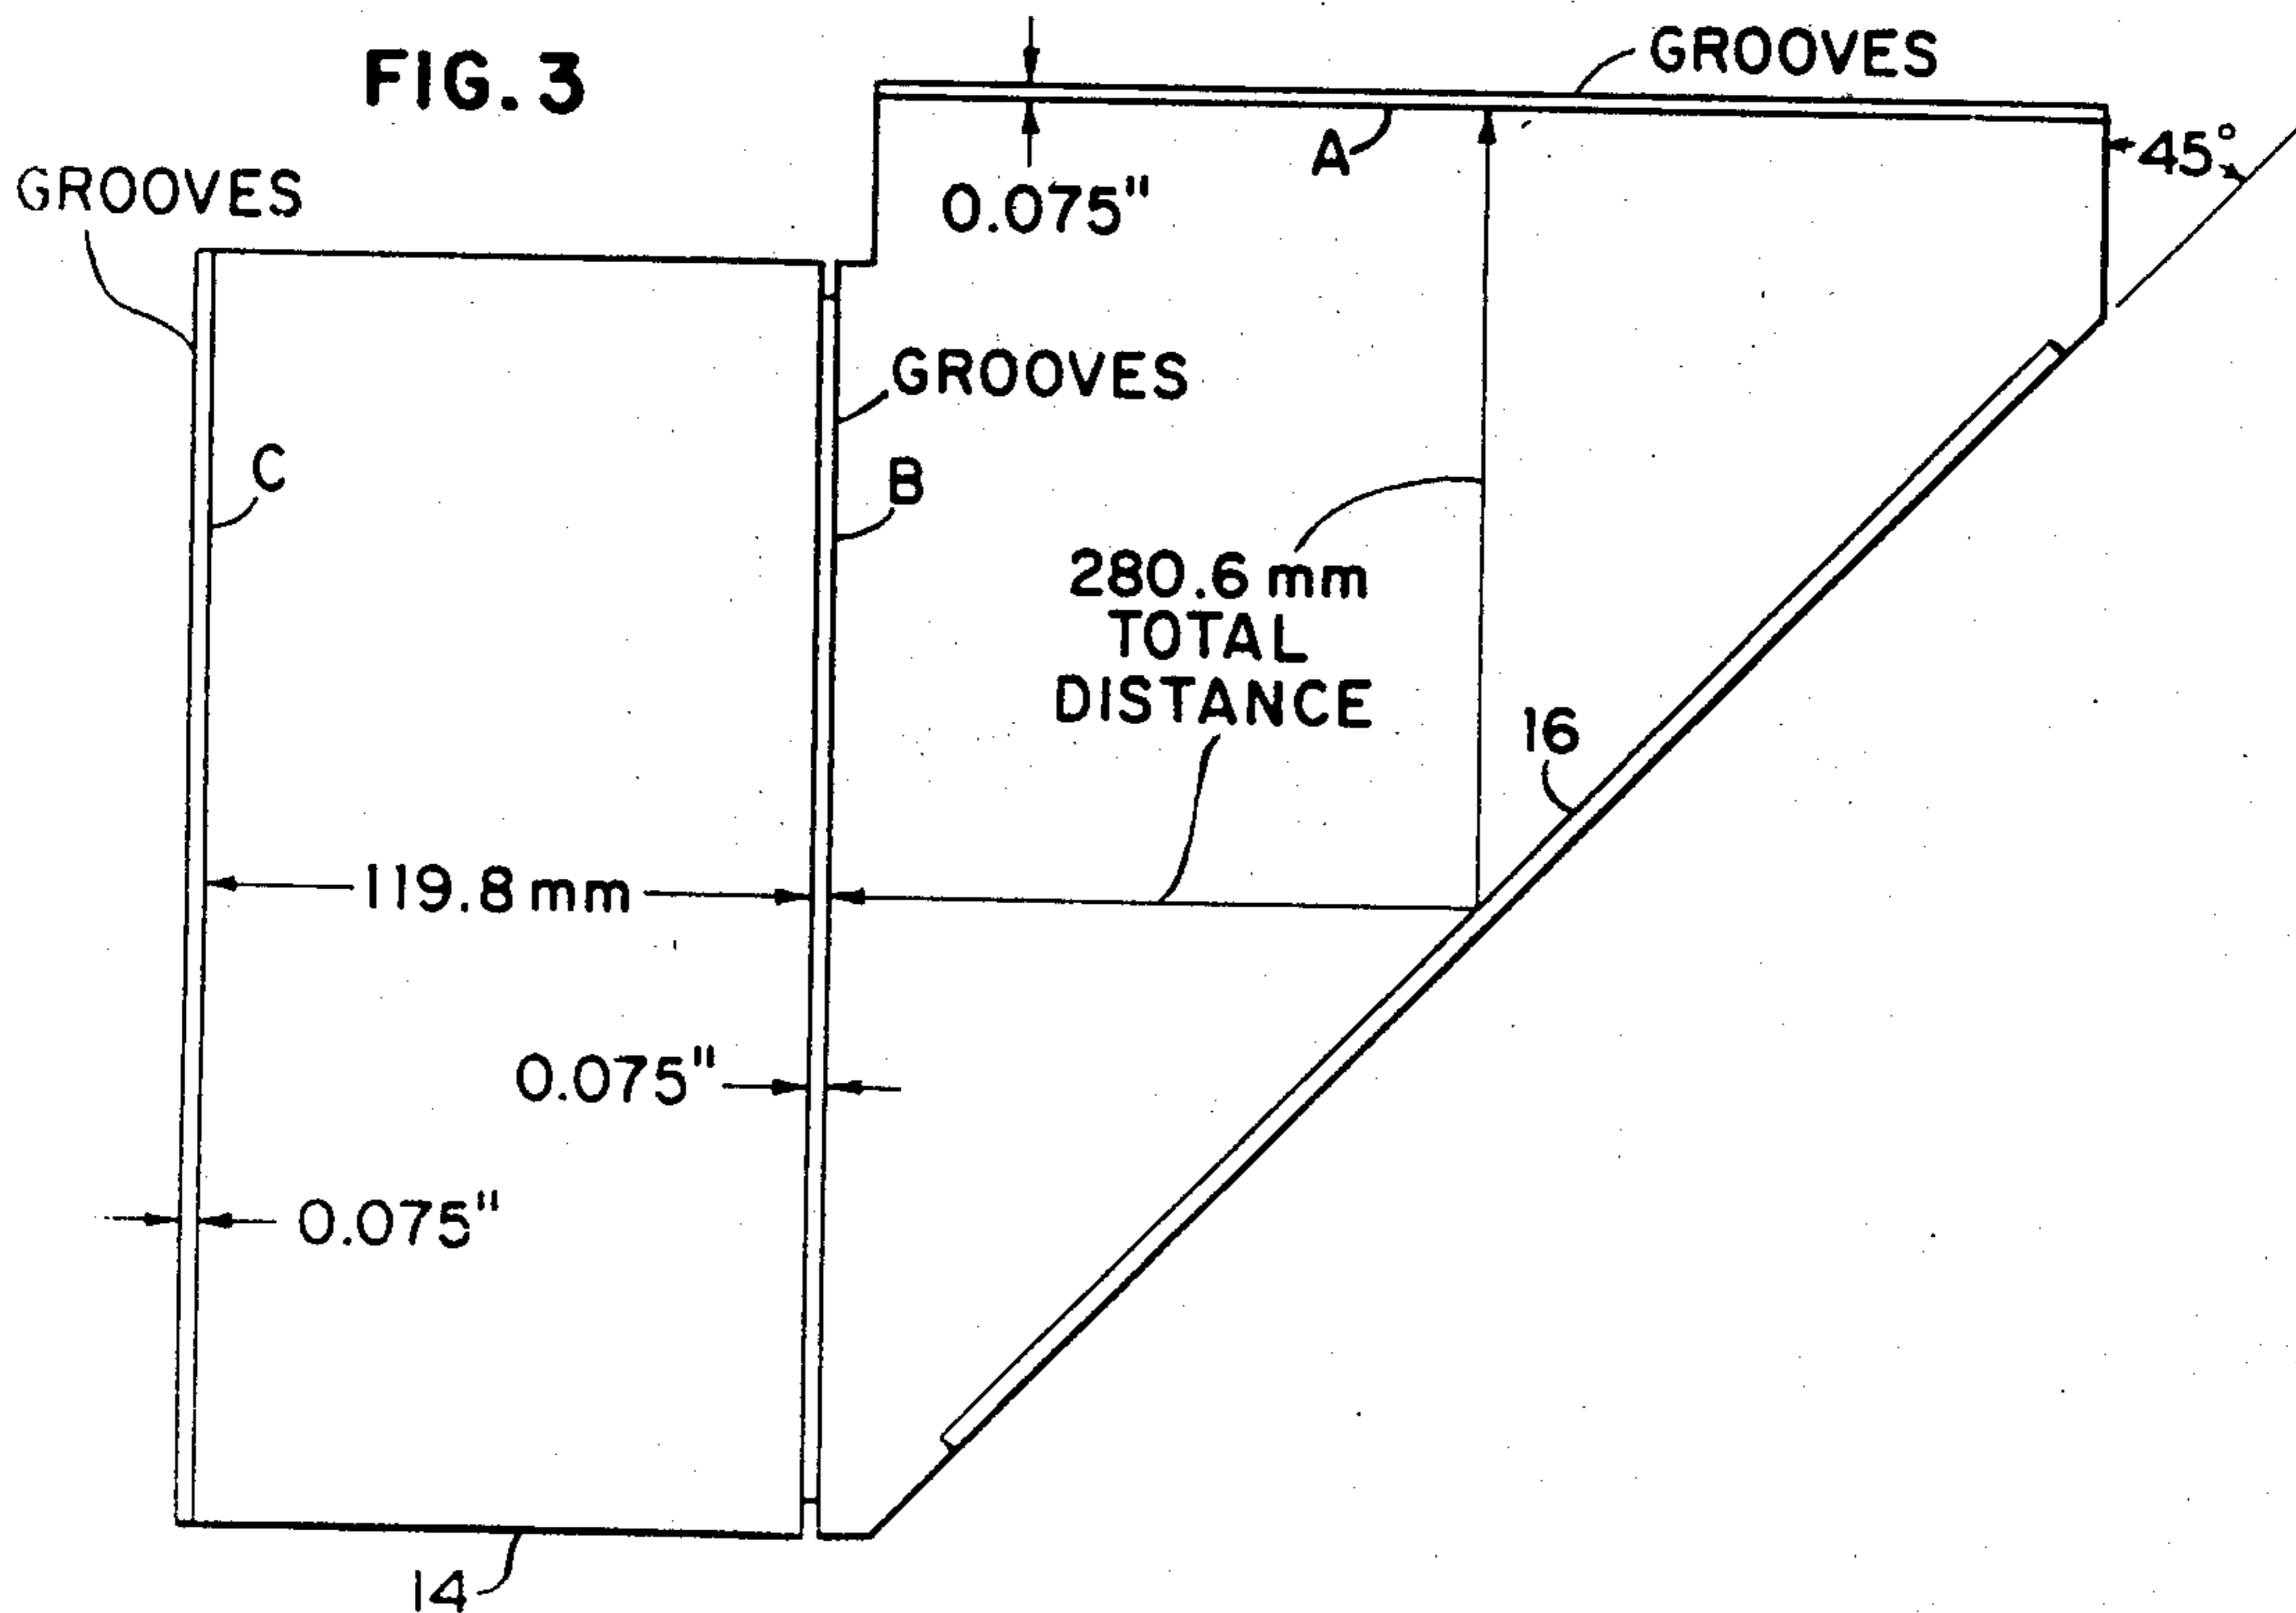 FIG. 3
GROOVES
GROOVES
A
45°
0.075"
GROOVES
C
B
280.6 mm
TOTAL
DISTANCE
16
119.8 mm
0.075"
0.075"
14